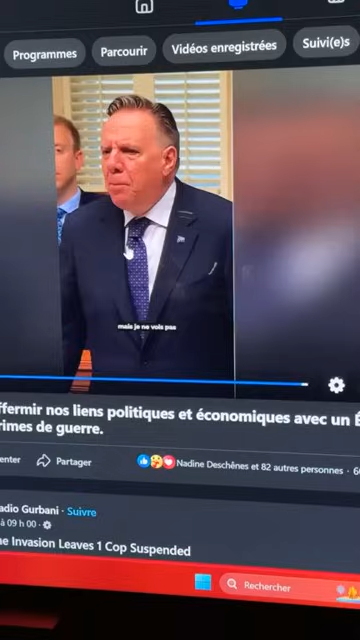 Programmes
Parcourir
Vidéos enregistrées
Suivi(e)s
mais je ne vois pas
ffermir nos liens politiques et économiques avec un É
rimes de guerre.
enter
Partager
Nadine Deschênes et 82 autres personnes · 6
adio Gurbani · Suivre
à 09 h 00 ·
ne Invasion Leaves 1 Cop Suspended
Rechercher